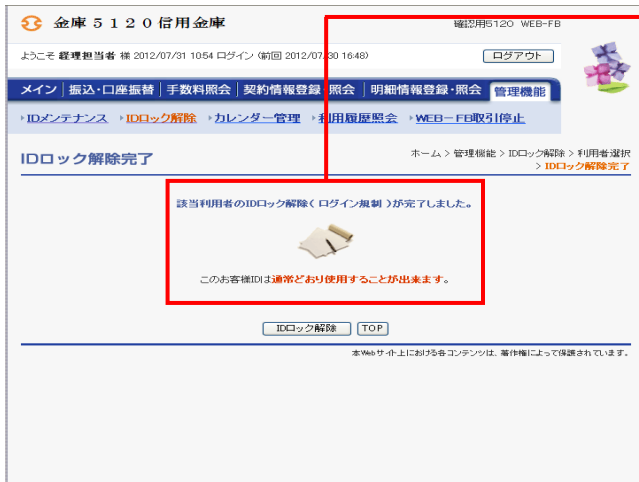 金庫５１２０信用金庫
確認用5120 WEB-FB
ようこそ 経理担当者 様 2012/07/31 10:54 ログイン (前回 2012/07/30 16:48)
ログアウト
メイン 振込・口座振替 手数料照会 契約情報登録・照会 明細情報登録・照会 管理機能
IDメンテナンス IDロック解除 カレンダー管理 利用履歴照会 WEB－FB取引停止
IDロック解除完了
ホーム > 管理機能 > IDロック解除 > 利用者選択
> IDロック解除完了
該当利用者のIDロック解除( ログイン規制 )が完了しました。
このお客様IDは通常どおり使用することが出来ます。
IDロック解除 TOP
本Webサイト上における各コンテンツは、著作権によって保護されています。